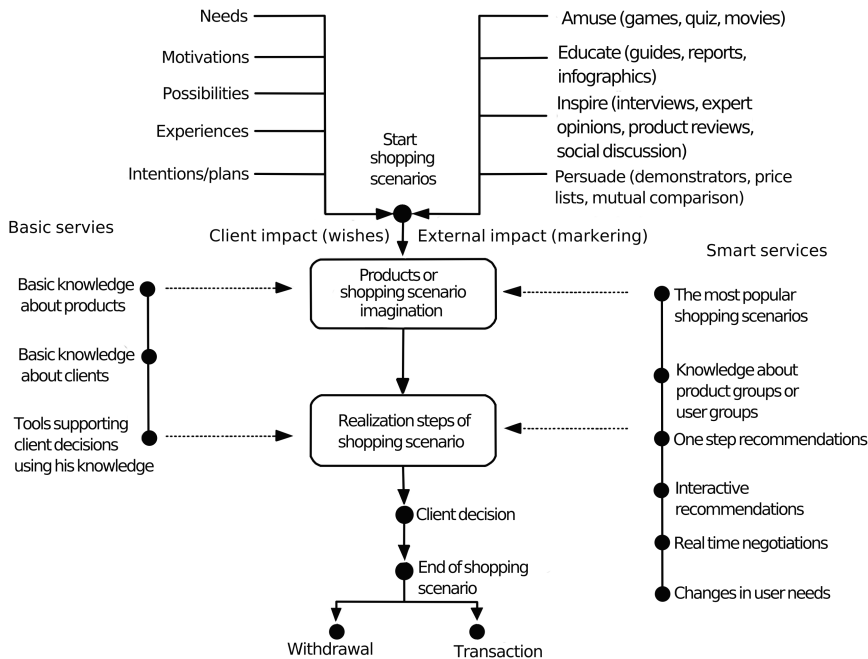 Needs
Motivations
Possibilities
Experiences
Intentions/plans
Start
shopping
scenarios
Amuse (games, quiz, movies)
Educate (guides, reports,
infographics)
Inspire (interviews, expert
opinions, product reviews,
social discussion)
Persuade (demonstrators, price
lists, mutual comparison)
Client impact (wishes)
External impact (markering)
Basic servies
Basic knowledge
about products
Basic knowledge
about clients
Tools supporting
client decisions
using his knowledge
Products or
shopping scenario
imagination
Realization steps of
shopping scenario
Client decision
End of shopping
scenario
Withdrawal
Transaction
Smart services
The most popular
shopping scenarios
Knowledge about
product groups or
user groups
One step recommendations
Interactive
recommendations
Real time negotiations
Changes in user needs